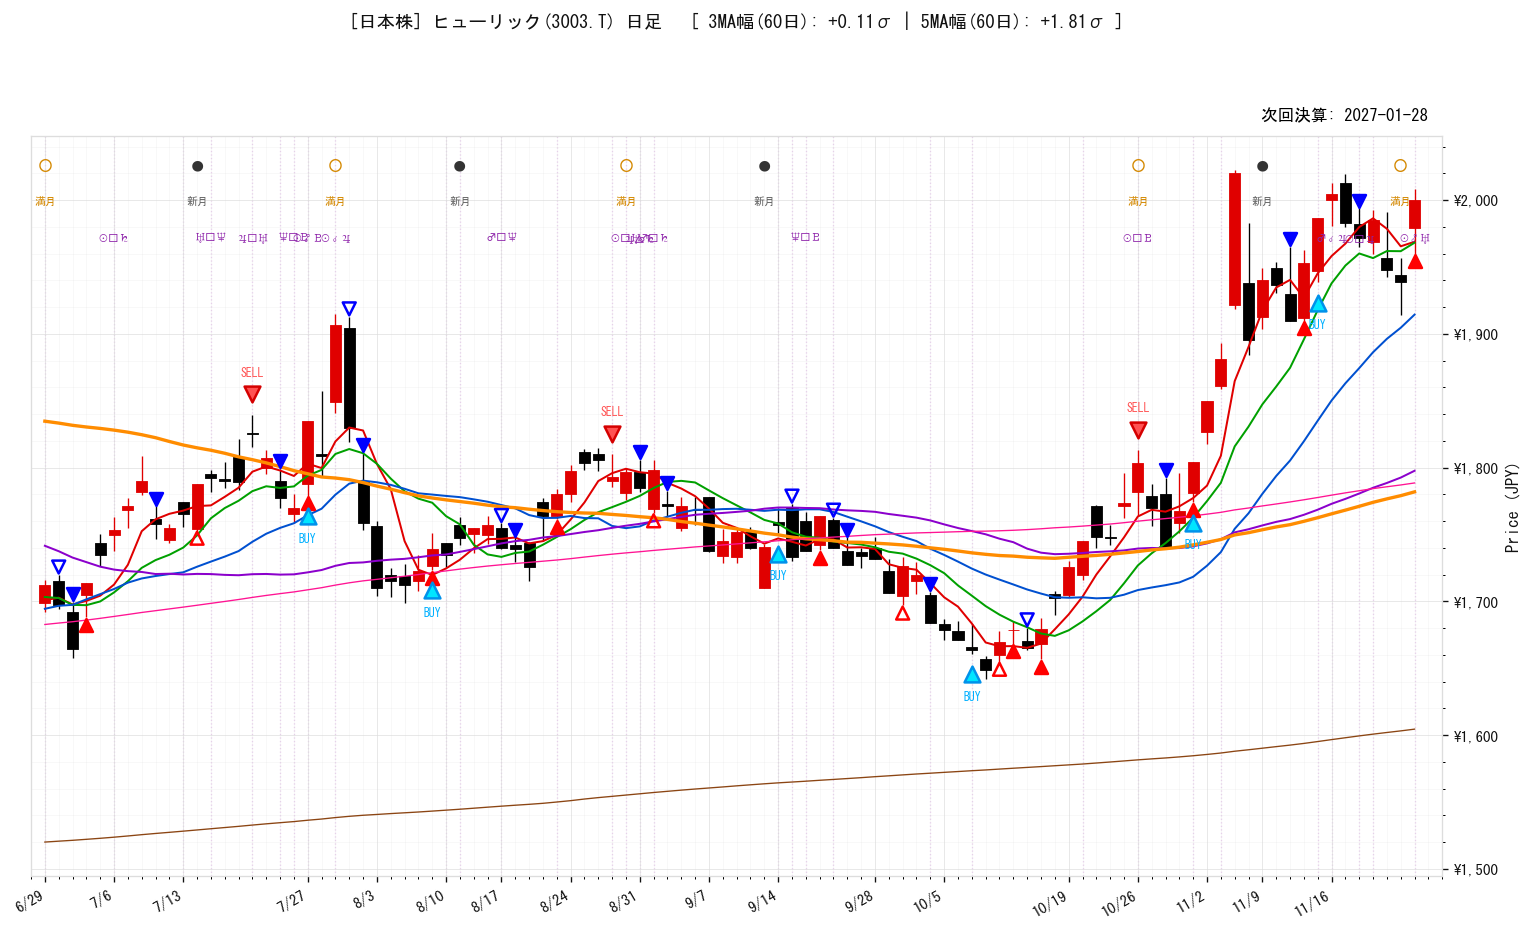 [日本株] ヒューリック(3003.T) 日足 [ 3MA幅(60日): +0.11σ | 5MA幅(60日): +1.81σ ]
次回決算: 2027-01-28
満月 新月 満月 新月 満月 新月 満月 新月 満月
¥2,000
¥1,900
¥1,800
¥1,700
¥1,600
¥1,500
Price (JPY)
SELL
SELL
SELL
BUY
BUY
BUY
BUY
BUY
BUY
6/29 7/6 7/13 7/27 8/3 8/10 8/17 8/24 8/31 9/7 9/14 9/28 10/5 10/19 10/26 11/2 11/9 11/16